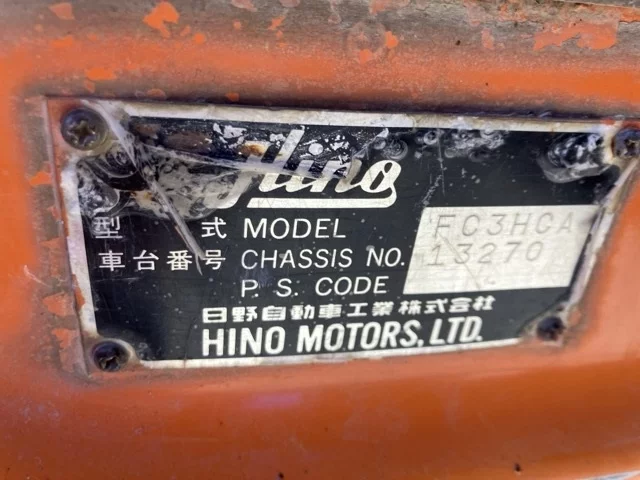 Hino
型 式 MODEL FC3HCA
車台番号 CHASSIS NO. 13270
P. S. CODE
日野自動車工業株式会社
HINO MOTORS, LTD.